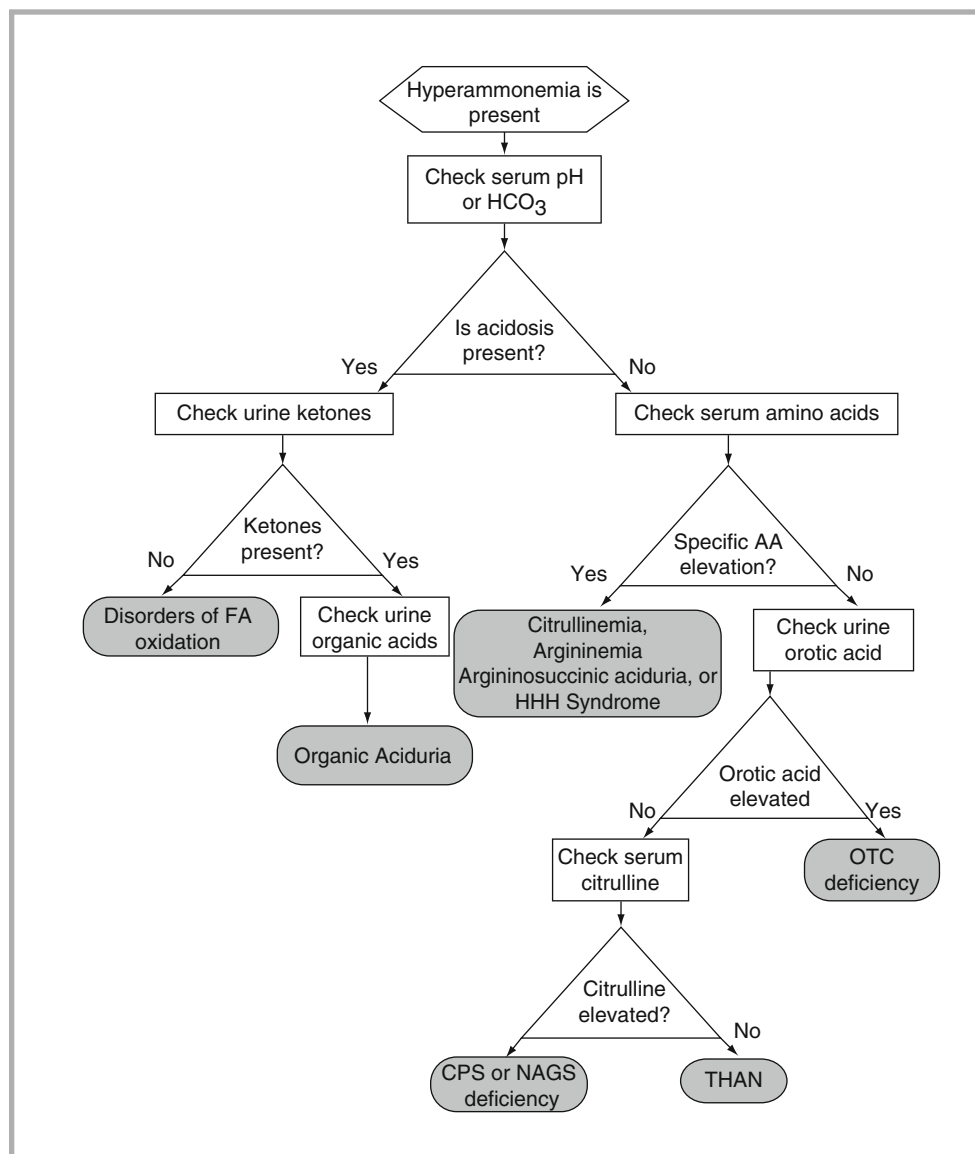 Hyperammonemia is
present
Check serum pH
or HCO3
Is acidosis
present?
Yes
No
Check urine ketones
Check serum amino acids
Ketones
present?
No
Yes
Specific AA
elevation?
Yes
No
Disorders of FA
oxidation
Check urine
organic acids
Citrullinemia,
Argininemia
Argininosuccinic aciduria, or
HHH Syndrome
Check urine
orotic acid
Organic Aciduria
Orotic acid
elevated
No
Yes
Check serum
citrulline
OTC
deficiency
Citrulline
elevated?
No
CPS or NAGS
deficiency
THAN